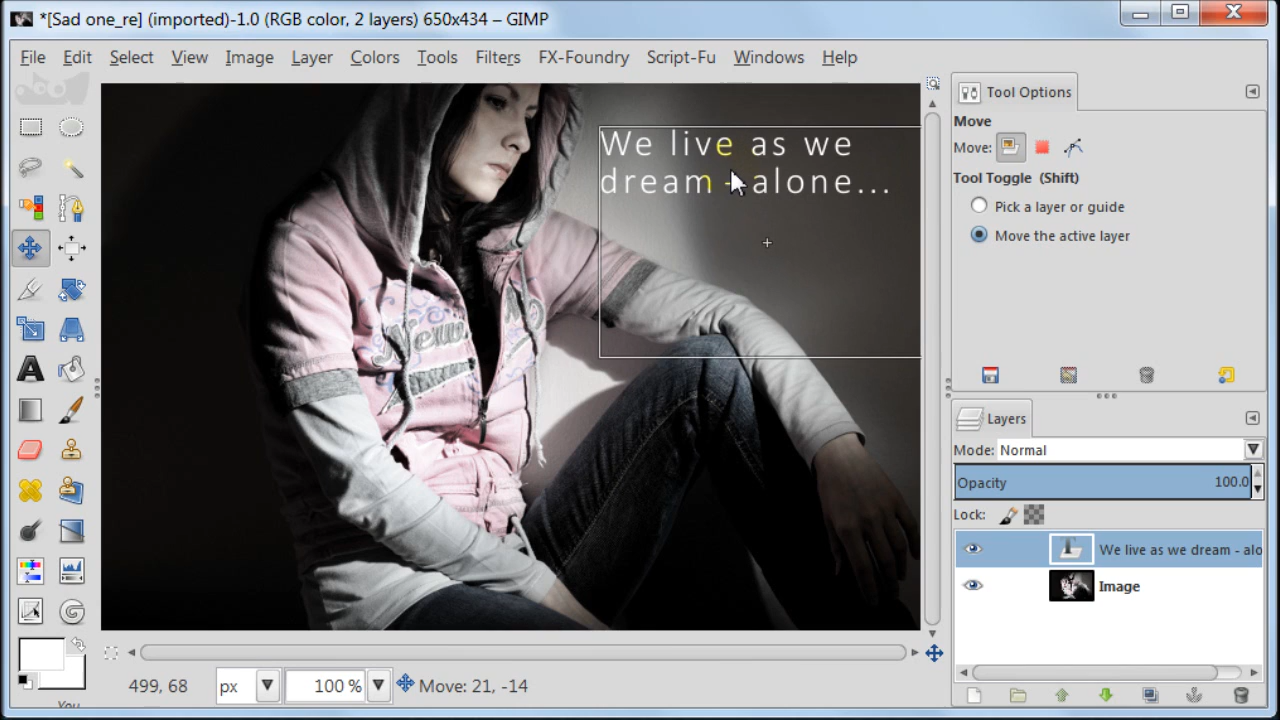 *[Sad one_re] (imported)-1.0 (RGB color, 2 layers) 650x434 – GIMP
File Edit Select View Image Layer Colors Tools Filters FX-Foundry Script-Fu Windows Help
Tool Options
Move
Move:
Tool Toggle (Shift)
Pick a layer or guide
Move the active layer
We live as we
dream - alone...
New
Layers
Mode: Normal
Opacity 100.0
Lock:
We live as we dream - alo
Image
499, 68 px 100 % Move: 21, -14
You